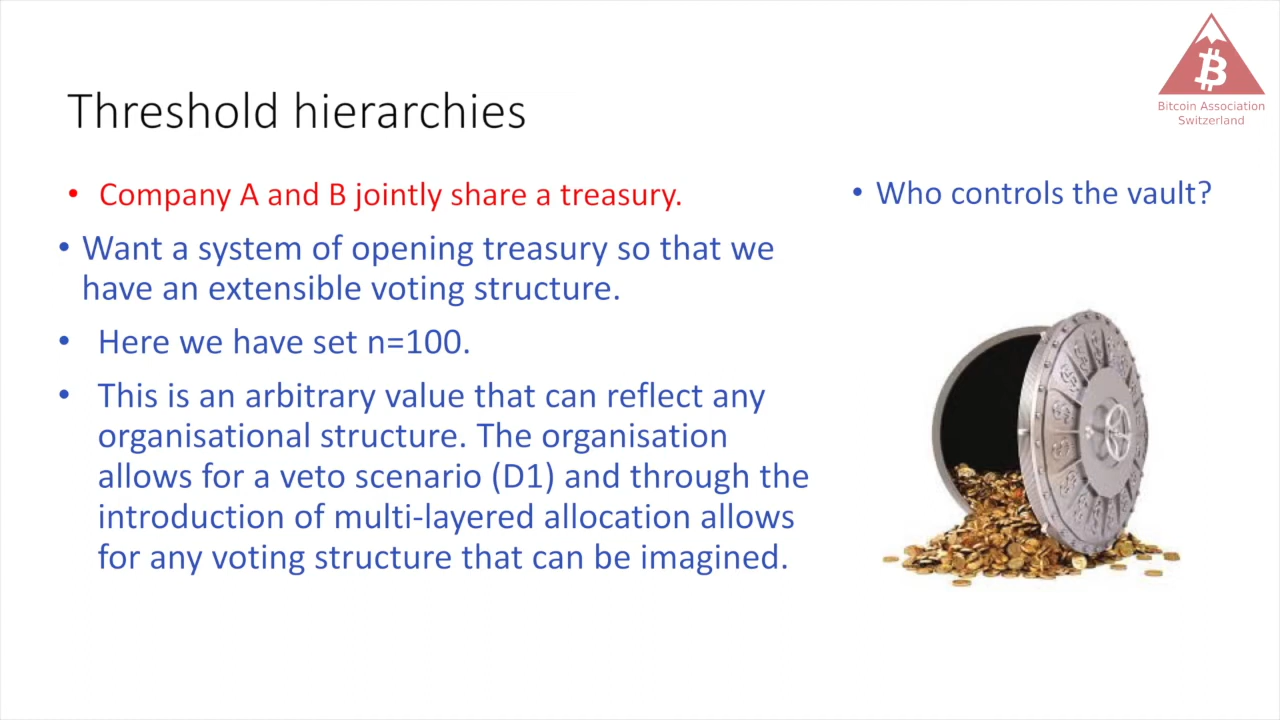 Bitcoin Association
Switzerland
Threshold hierarchies
• Company A and B jointly share a treasury.
• Want a system of opening treasury so that we
have an extensible voting structure.
• Here we have set n=100.
• This is an arbitrary value that can reflect any
organisational structure. The organisation
allows for a veto scenario (D1) and through the
introduction of multi-layered allocation allows
for any voting structure that can be imagined.
• Who controls the vault?